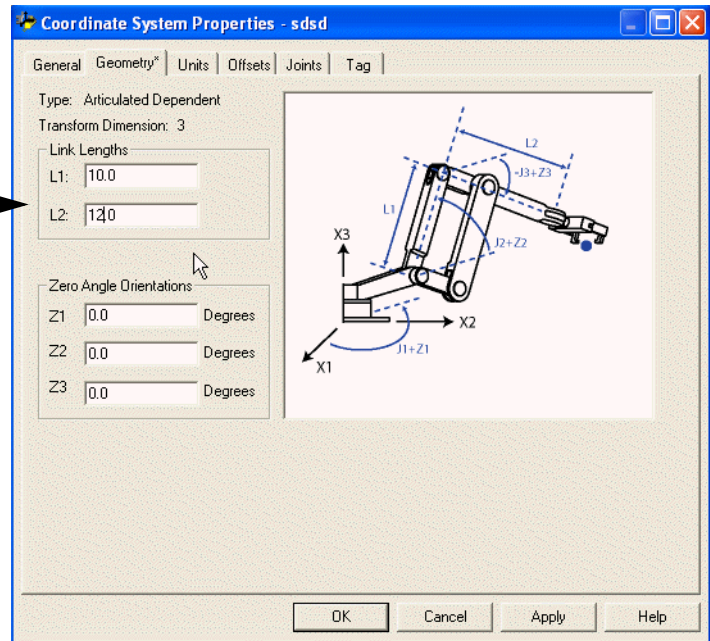 Coordinate System Properties - sdsd
General Geometry* Units Offsets Joints Tag
Type: Articulated Dependent
Transform Dimension: 3
Link Lengths
L1: 10.0
L2: 12.0
Zero Angle Orientations
Z1 0.0 Degrees
Z2 0.0 Degrees
Z3 0.0 Degrees
L2
-J3+Z3
L1
X3
J2+Z2
X2
J1+Z1
X1
OK Cancel Apply Help